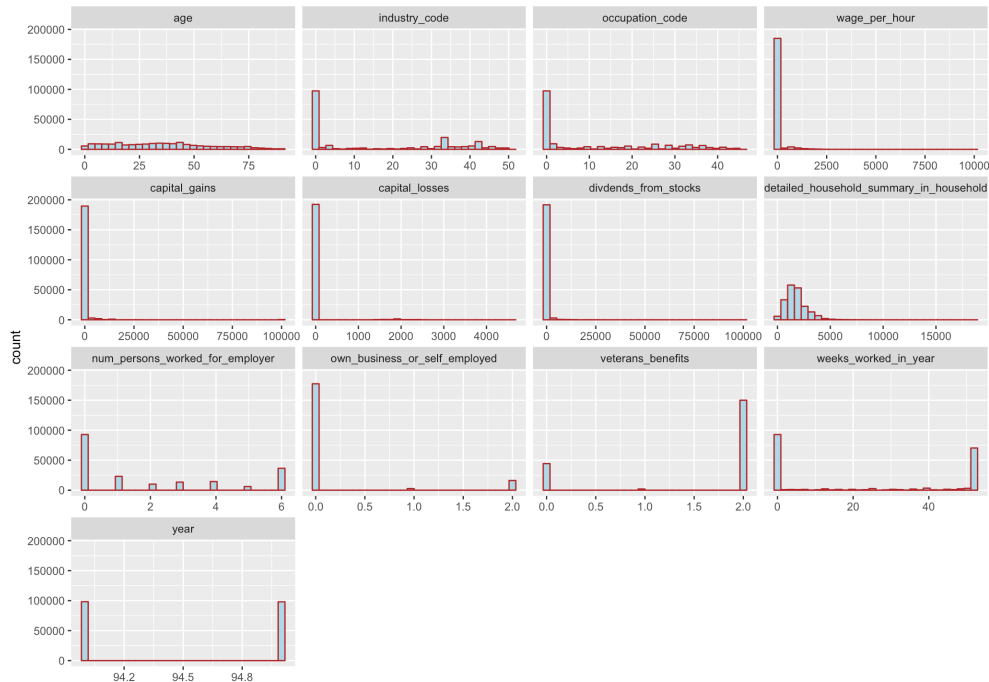 age industry_code occupation_code wage_per_hour
200000
150000
100000
50000
0
0 25 50 75 0 10 20 30 40 50 0 10 20 30 40 0 2500 5000 7500 10000
capital_gains capital_losses divdends_from_stocks detailed_household_summary_in_household
200000
150000
100000
50000
0
0 25000 50000 75000 100000 0 1000 2000 3000 4000 0 25000 50000 75000 100000 0 5000 10000 15000
count
num_persons_worked_for_employer own_business_or_self_employed veterans_benefits weeks_worked_in_year
200000
150000
100000
50000
0
0 2 4 6 0.0 0.5 1.0 1.5 2.0 0.0 0.5 1.0 1.5 2.0 0 20 40
year
200000
150000
100000
50000
0
94.2 94.5 94.8